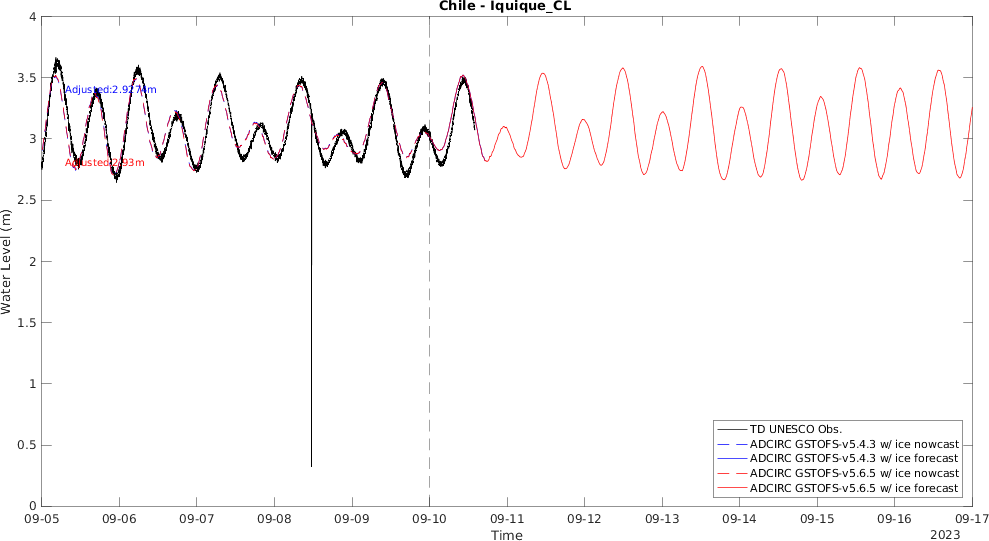 Chile - Iquique_CL
4
3.5
3
2.5
2
1.5
1
0.5
0
Water Level (m)
Adjusted:2.9274m
Adjusted:2.93m
TD UNESCO Obs.
ADCIRC GSTOFS-v5.4.3 w/ ice nowcast
ADCIRC GSTOFS-v5.4.3 w/ ice forecast
ADCIRC GSTOFS-v5.6.5 w/ ice nowcast
ADCIRC GSTOFS-v5.6.5 w/ ice forecast
09-05 09-06 09-07 09-08 09-09 09-10 09-11 09-12 09-13 09-14 09-15 09-16 09-17
Time
2023